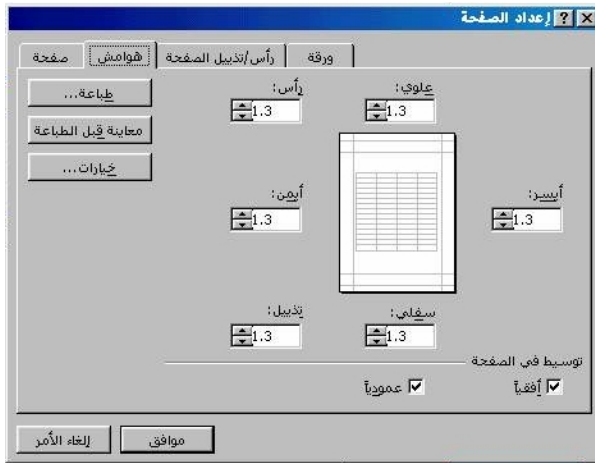 إعداد الصفحة
ورقة رأس/تذييل الصفحة هوامش صفحة
علوي: رأس: طباعة...
1.3 1.3
معاينة قبل الطباعة
خيارات...
أيسر: أيمن:
1.3 1.3
سفلي: تذييل:
1.3 1.3
توسيط في الصفحة
أفقياً عمودياً
موافق إلغاء الأمر